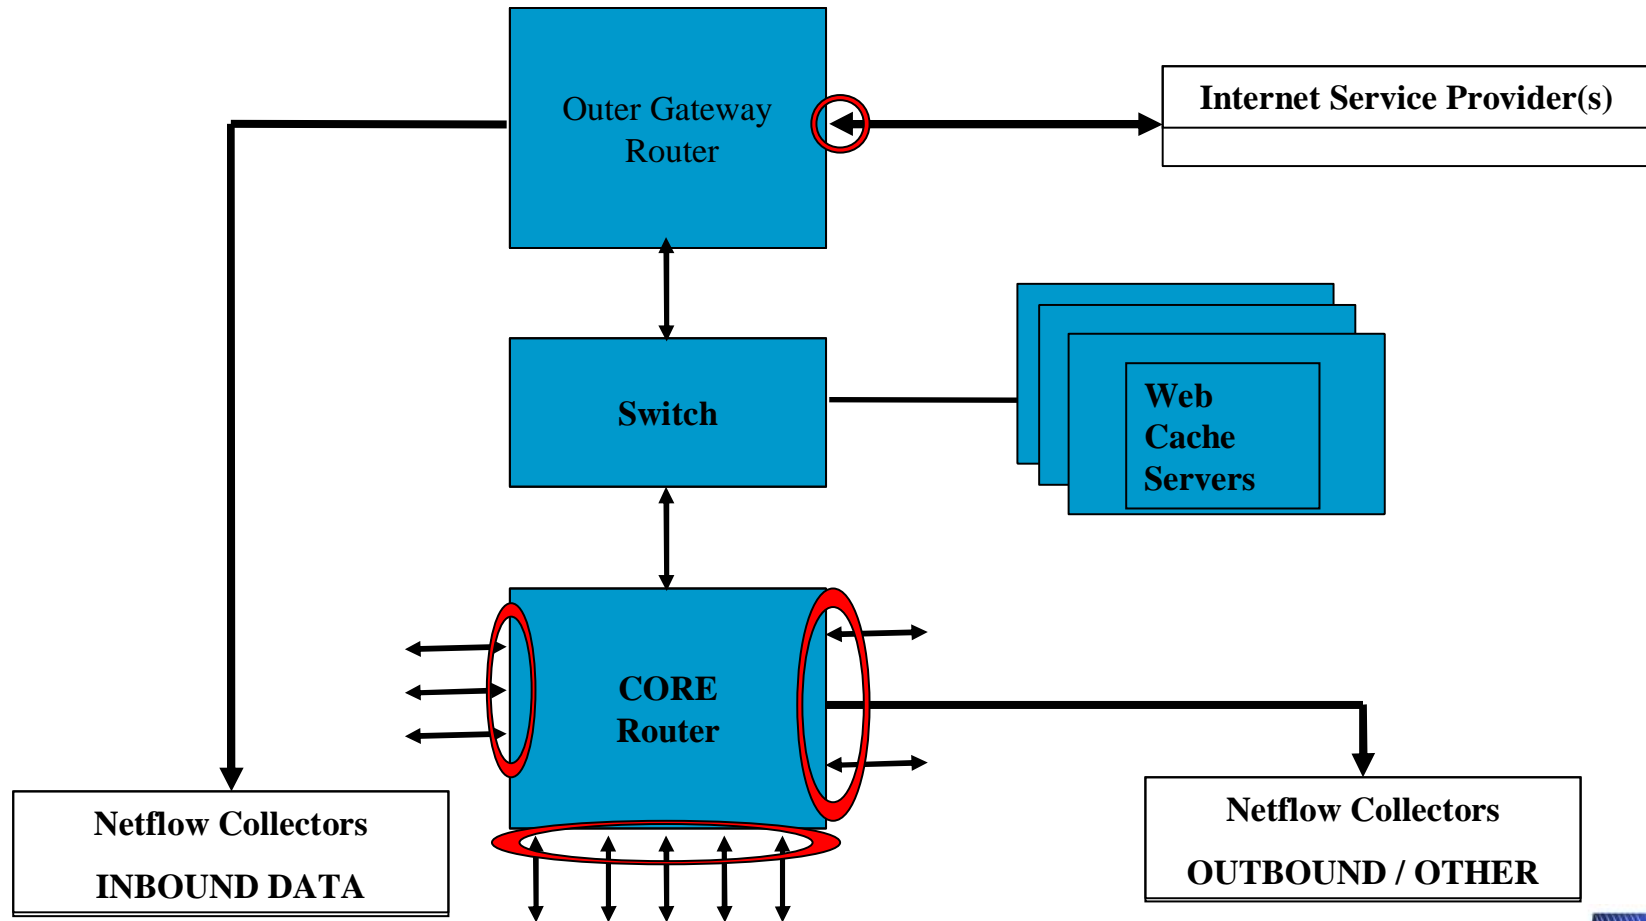 Outer Gateway
Router
Internet Service Provider(s)
Switch
Web
Cache
Servers
CORE
Router
Netflow Collectors
INBOUND DATA
Netflow Collectors
OUTBOUND / OTHER